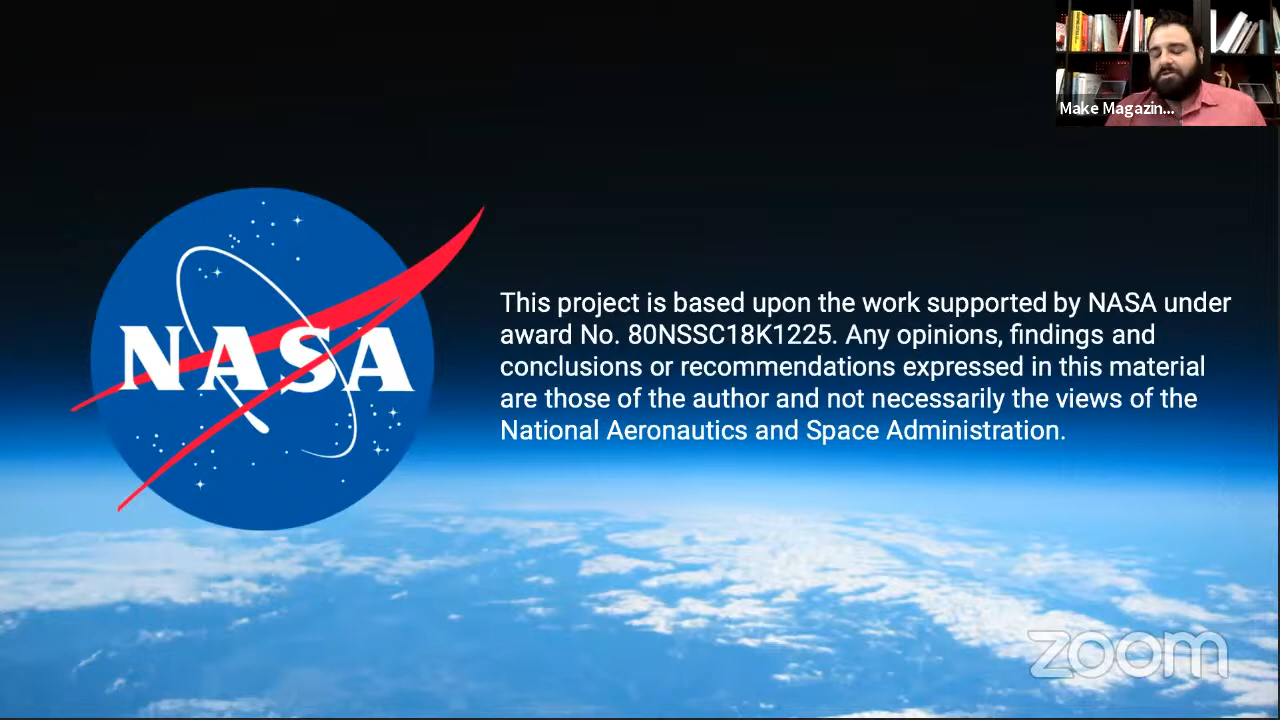 Make Magazin...
NASA
This project is based upon the work supported by NASA under
award No. 80NSSC18K1225. Any opinions, findings and
conclusions or recommendations expressed in this material
are those of the author and not necessarily the views of the
National Aeronautics and Space Administration.
zoom